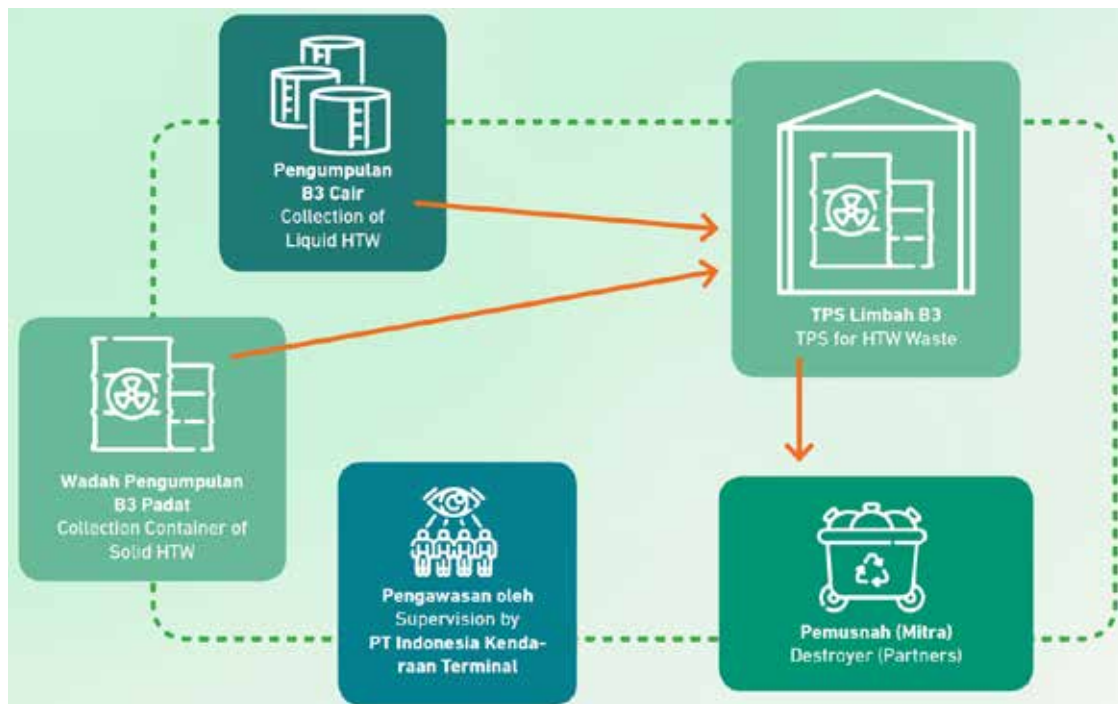 Pengumpulan
B3 Cair
Collection of
Liquid HTW
TPS Limbah B3
TPS for HTW Waste
Wadah Pengumpulan
B3 Padat
Collection Container of
Solid HTW
Pengawasan oleh
Supervision by
PT Indonesia Kenda-
raan Terminal
Pemusnah (Mitra)
Destroyer (Partners)